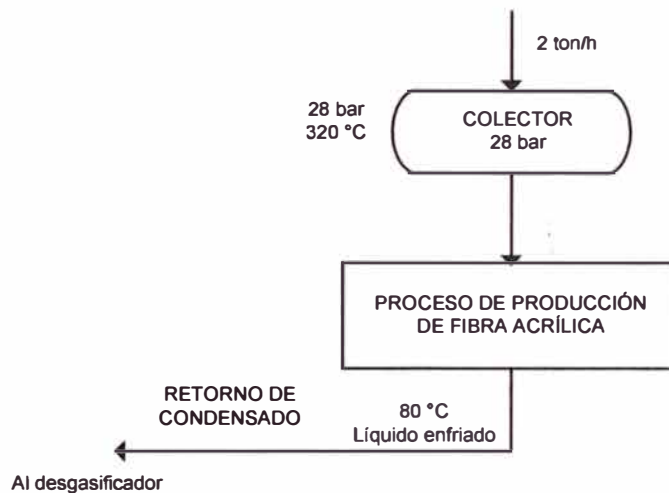 2 ton/h
28 bar
320 °C
COLECTOR
28 bar
PROCESO DE PRODUCCIÓN
DE FIBRA ACRÍLICA
RETORNO DE
CONDENSADO
80 °C
Líquido enfriado
Al desgasificador